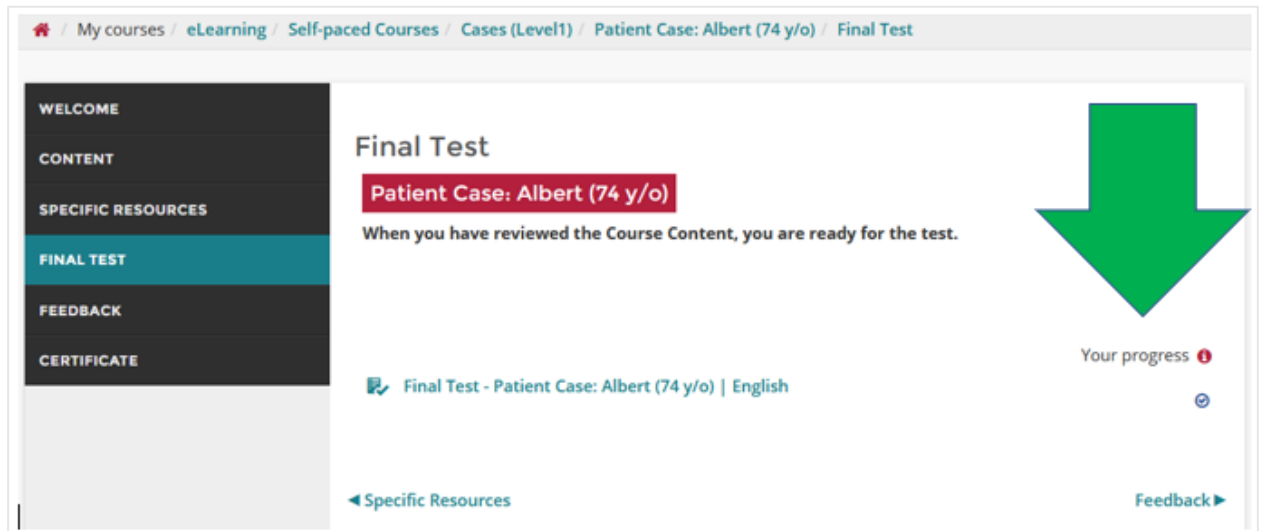 / My courses / eLearning / Self-paced Courses / Cases (Level1) / Patient Case: Albert (74 y/o) / Final Test
WELCOME
CONTENT
SPECIFIC RESOURCES
FINAL TEST
FEEDBACK
CERTIFICATE
Final Test
Patient Case: Albert (74 y/o)
When you have reviewed the Course Content, you are ready for the test.
Your progress
Final Test - Patient Case: Albert (74 y/o) | English
◄ Specific Resources
Feedback ►